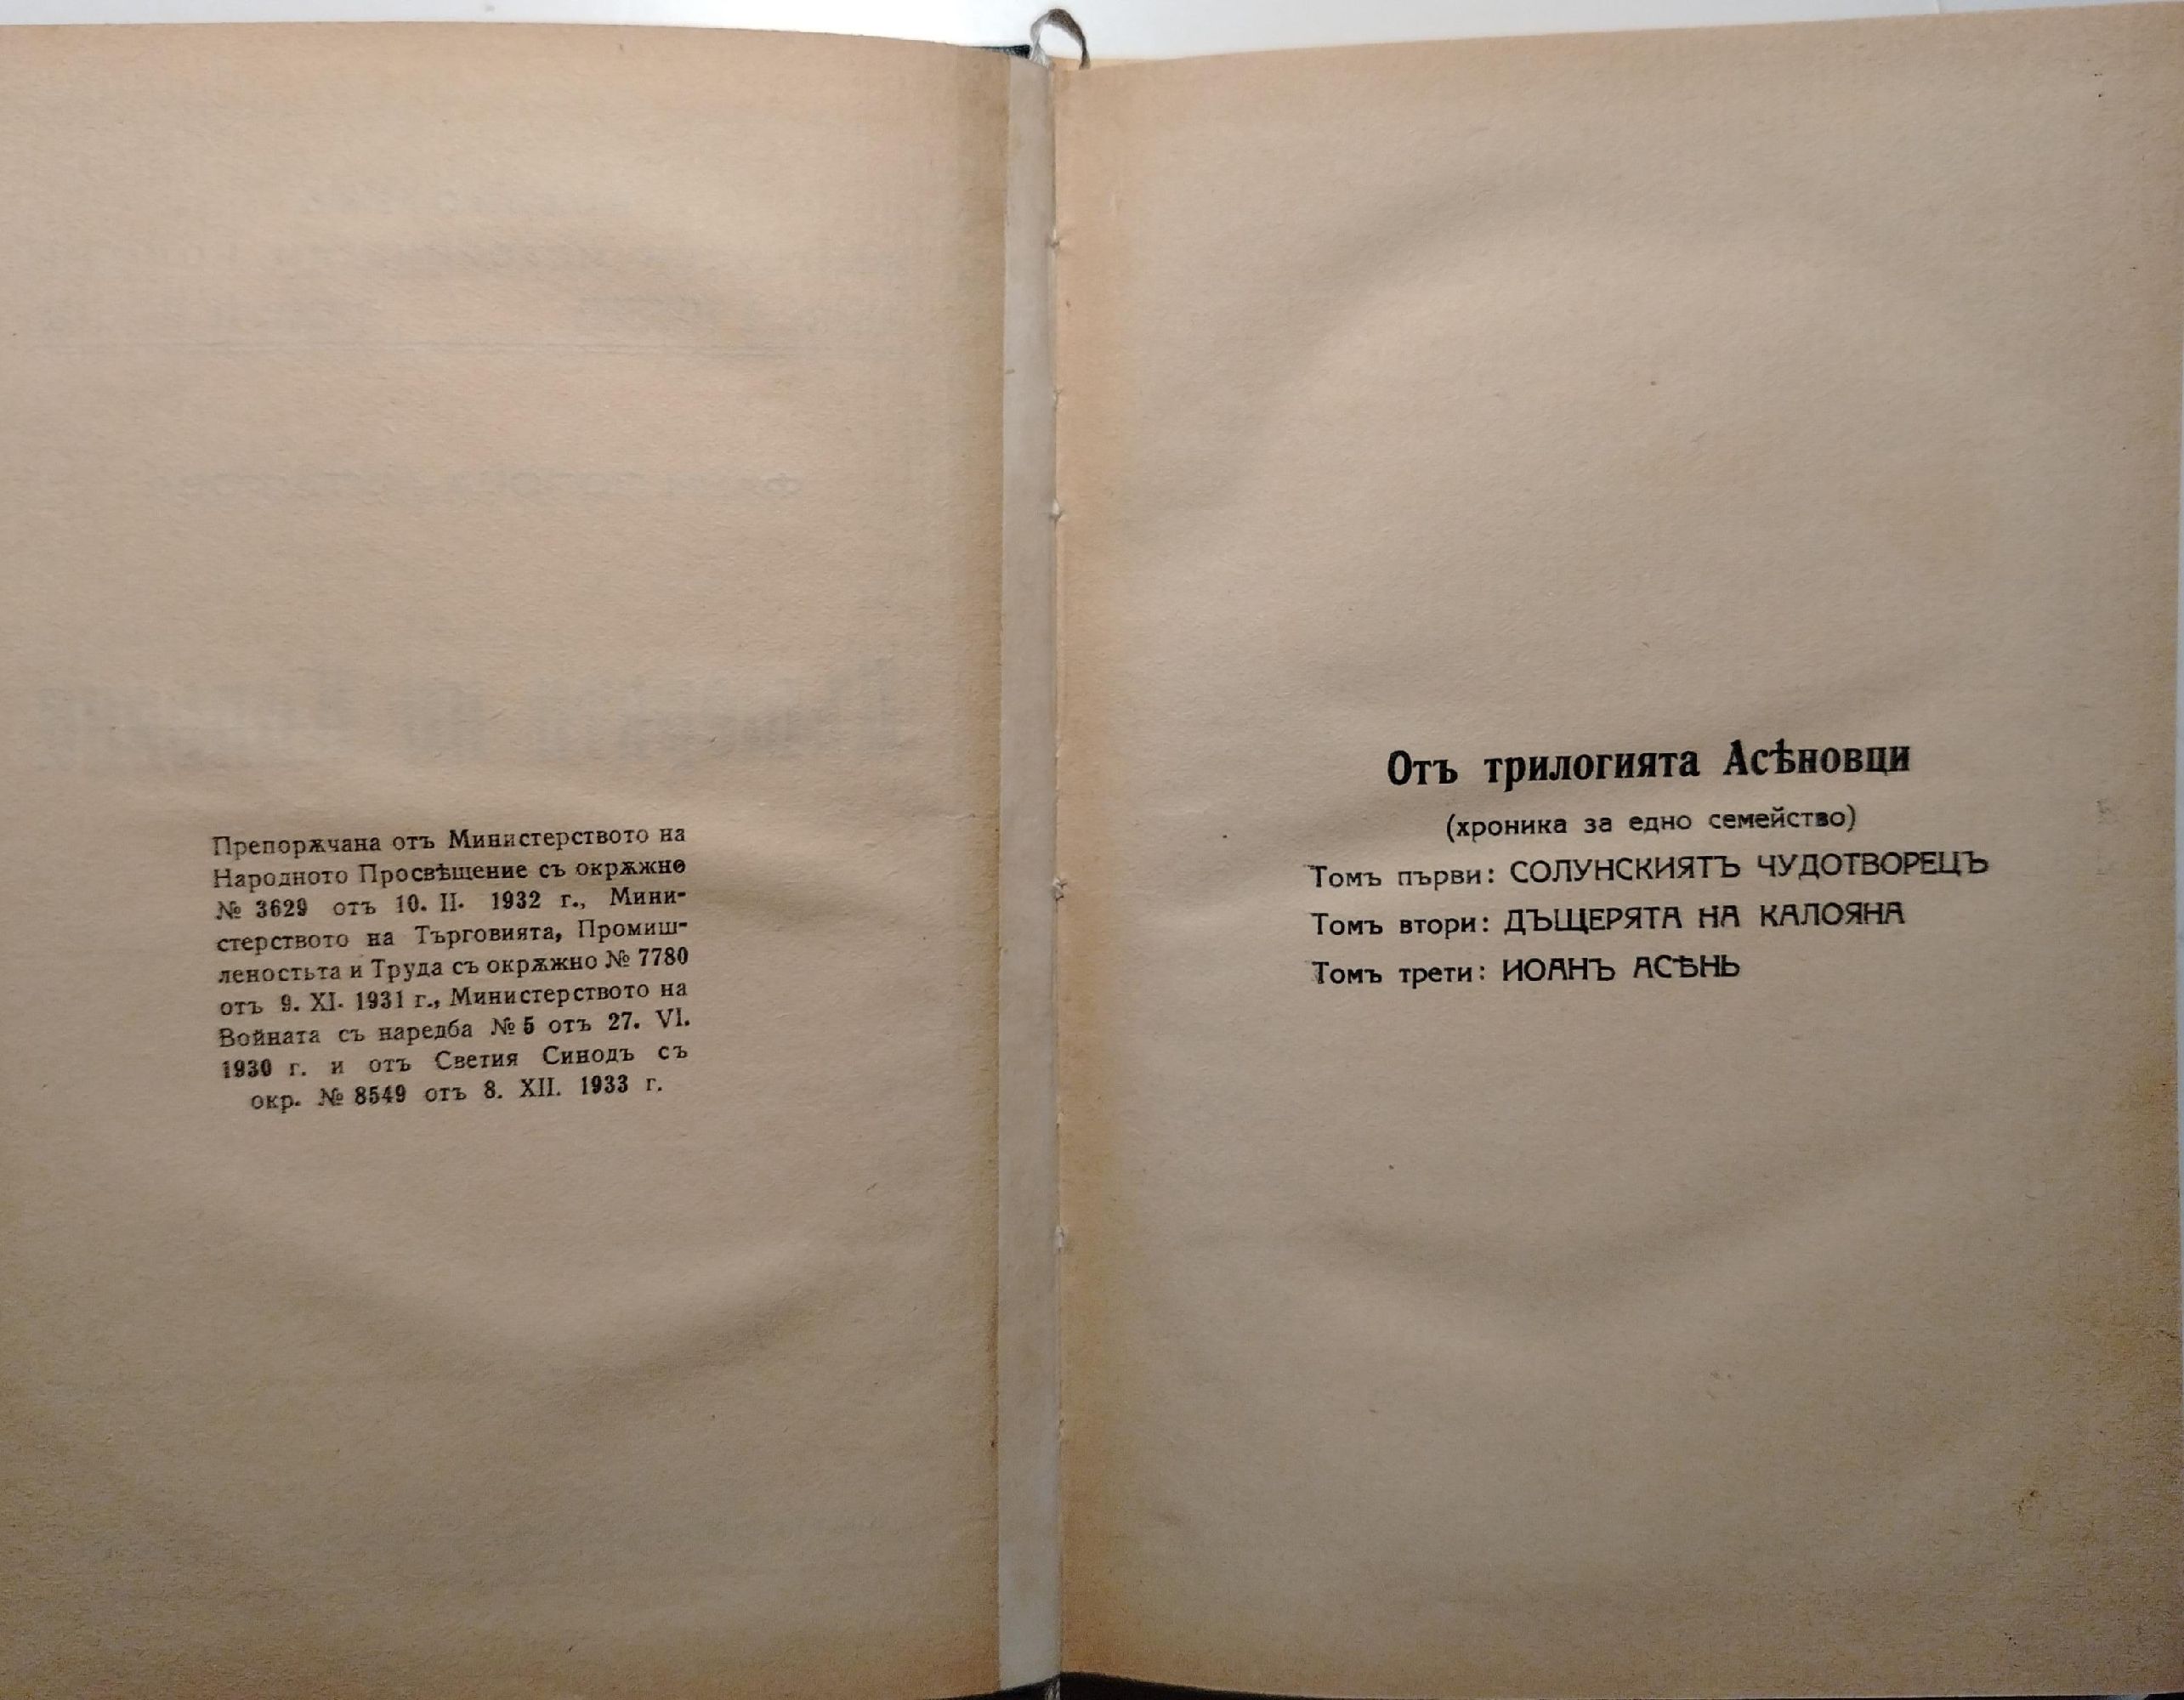 Препорѫчана отъ Министерството на
Народното Просвѣщение съ окрѫжно
№ 3629 отъ 10. II. 1932 г., Мини-
стерството на Търговията, Промиш-
леностьта и Труда съ окрѫжно № 7780
отъ 9. XI. 1931 г., Министерството на
Войната съ наредба № 5 отъ 27. VI.
1930 г. и отъ Светия Синодъ съ
окр. № 8549 отъ 8. XII. 1933 г.
Отъ трилогията Асѣновци
(хроника за едно семейство)
Томъ първи: СОЛУНСКИЯТЪ ЧУДОТВОРЕЦЪ
Томъ втори: ДЪЩЕРЯТА НА КАЛОЯНА
Томъ трети: ИОАНЪ АСѢНЬ